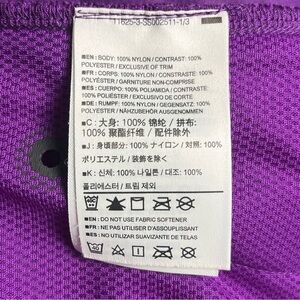 11625-3-SS002511-1/3
■EN: BODY: 100% NYLON / CONTRAST: 100%
POLYESTER / EXCLUSIVE OF TRIM
■FR: CORPS: 100% NYLON / CONTRASTE: 100%
POLYESTER / GARNITURE NON-COMPRISE
■ES: CUERPO: 100% POLIAMIDA / CONTRASTE:
100% POLIÉSTER / EXCLUSIVO DE CADA
■DE: RUMPF: 100% NYLON / GEGENSATZ: 100%
POLYESTER / NÄHZUBEHÖR AUSGENOMMEN
■C: 大身: 100% 锦纶 / 拼布:
100% 聚酯纤维 / 配件除外
■J: 身頃部分: 100% ナイロン / 対照: 100%
ポリエステル / 装飾を除く
■K: 신체: 100% 나일론 / 대조: 100%
폴리에스터 / 트림 제외
■EN: DO NOT USE FABRIC SOFTENER
■FR: NE PAS UTILISER D'ASSOUPLISSANT
■ES: NO UTILIZAR SUAVIZANTE DE TELAS